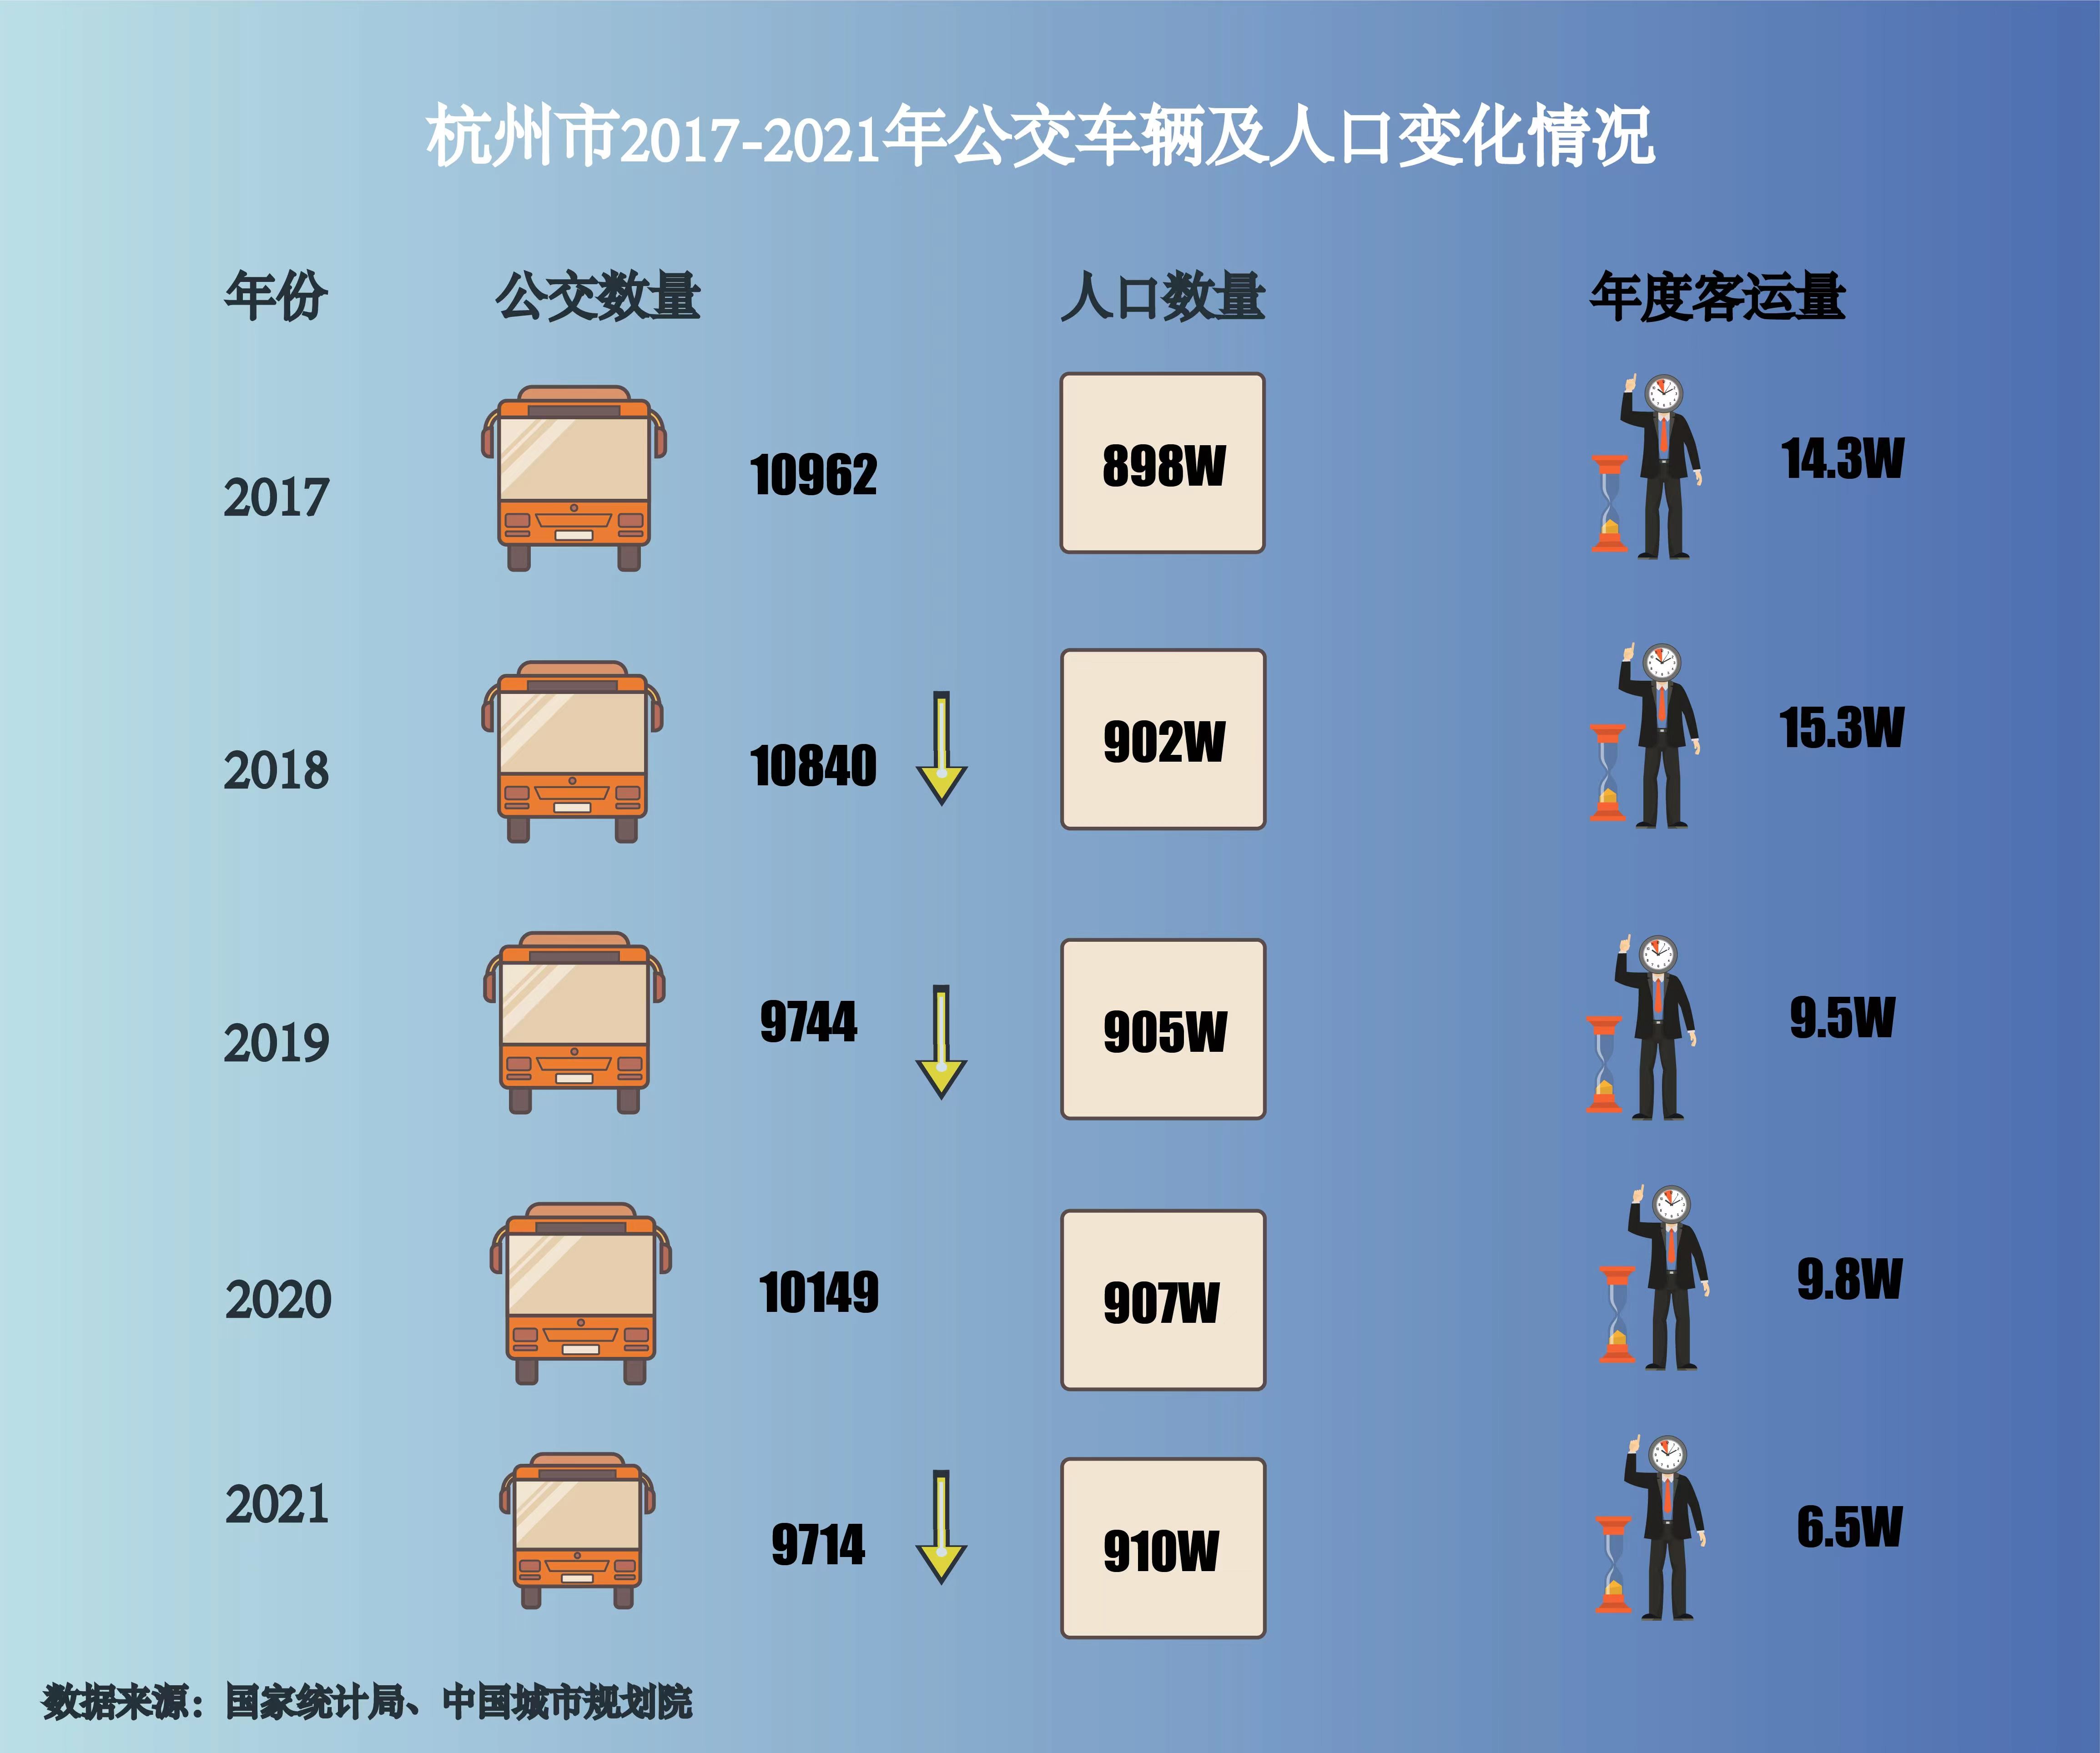 杭州市2017-2021年公交车辆及人口变化情况
年份 公交数量 人口数量 年度客运量
2017 10962 898W 14.3W
2018 10840 902W 15.3W
2019 9744 905W 9.5W
2020 10149 907W 9.8W
2021 9714 910W 6.5W
数据来源：国家统计局、中国城市规划院